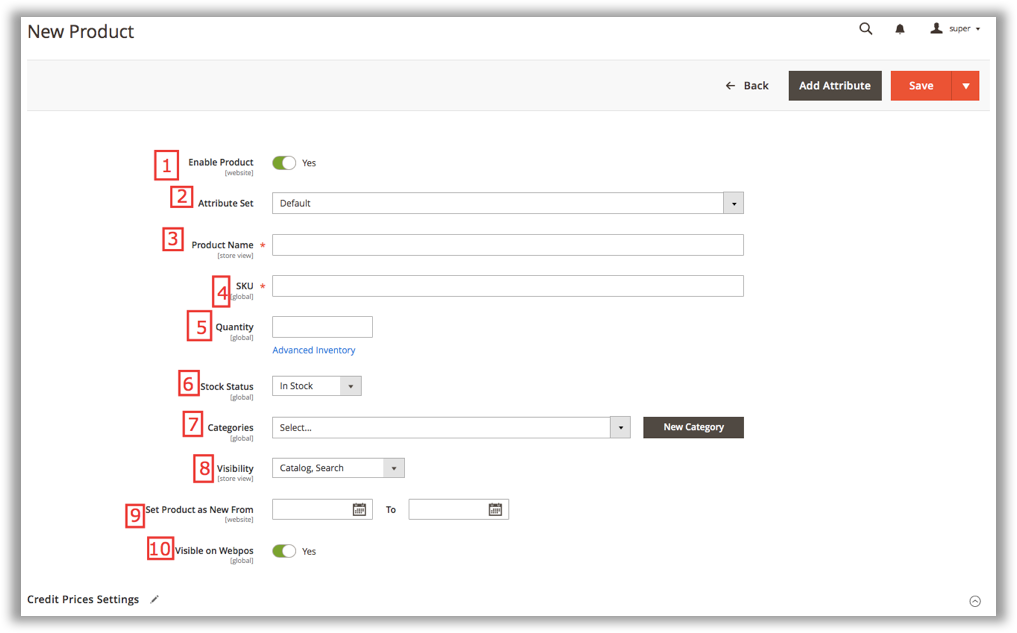 New Product
super
Back
Add Attribute
Save
1 Enable Product
[website]
Yes
2 Attribute Set
Default
3 Product Name *
[store view]
4 SKU *
[global]
5 Quantity
[global]
Advanced Inventory
6 Stock Status
[global]
In Stock
7 Categories
[global]
Select...
New Category
8 Visibility
[store view]
Catalog, Search
9 Set Product as New From
[website]
To
10 Visible on Webpos
[global]
Yes
Credit Prices Settings